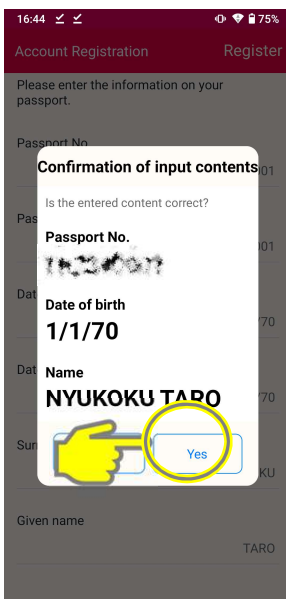 16:44 75%
Account Registration Register
Please enter the information on your
passport.
Passport No.
Confirmation of input contents
Is the entered content correct?
Passport No.
Date of birth
1/1/70
Name
NYUKOKU TARO
Yes
Given name
TARO